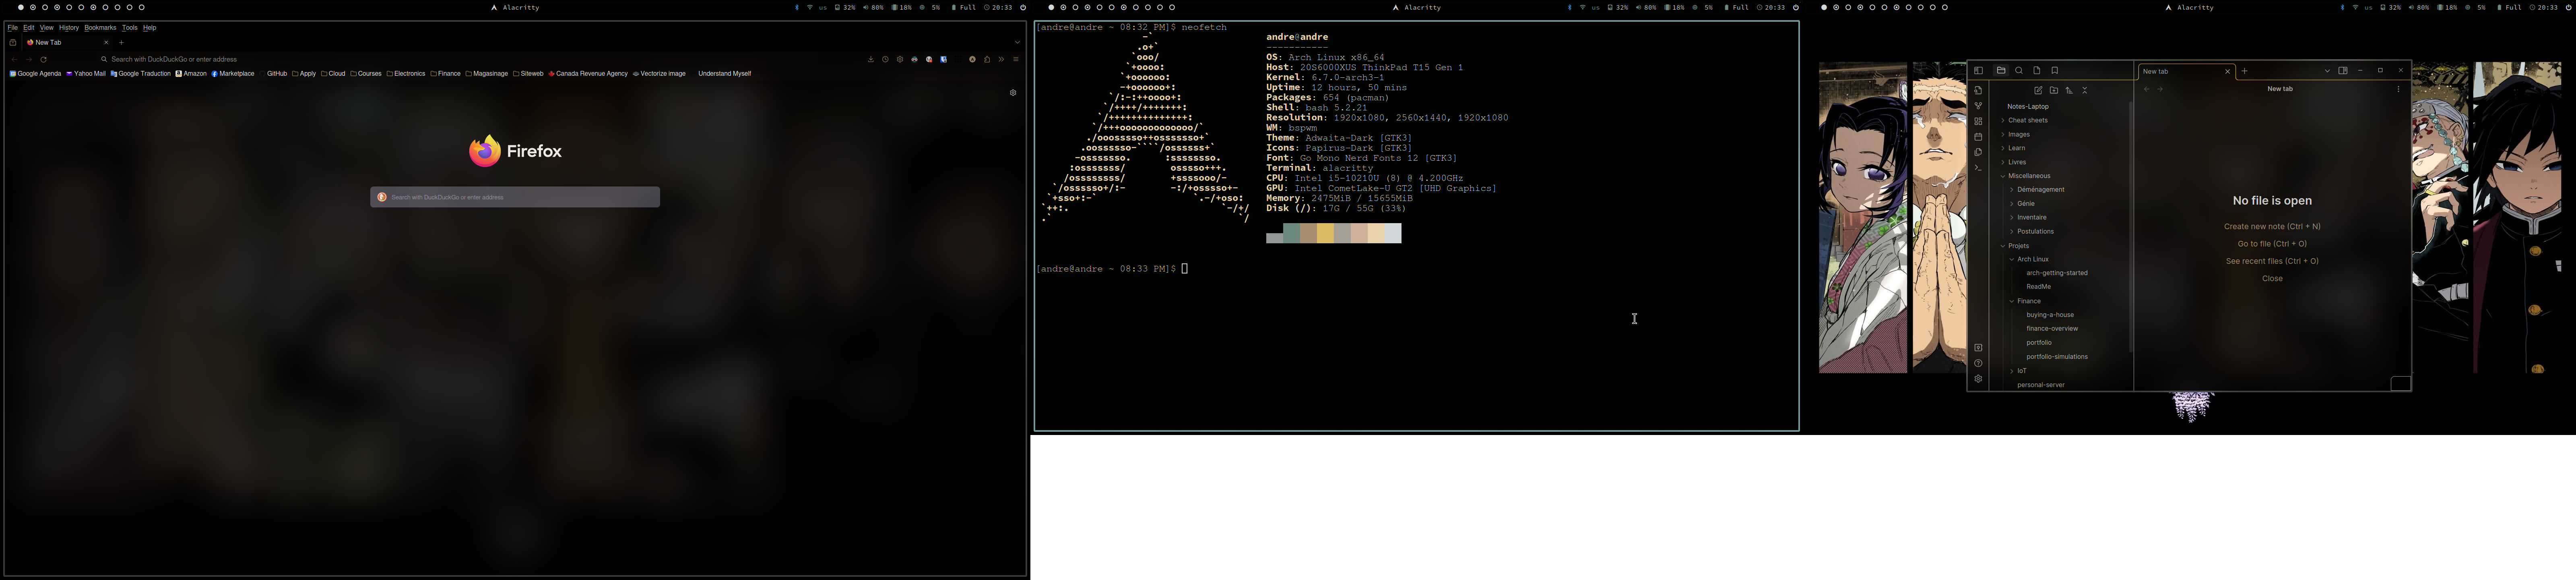 Alacritty
us 32% 80% 18% 5% Full 20:33
File Edit View History Bookmarks Tools Help
New Tab
Search with DuckDuckGo or enter address
Google Agenda Yahoo Mail Google Traduction Amazon Marketplace GitHub Apply Cloud Courses Electronics Finance Magasinage Siteweb Canada Revenue Agency Vectorize image Understand Myself
Firefox
Search with DuckDuckGo or enter address
Alacritty
us 32% 80% 18% 5% Full 20:33
[andre@andre ~ 08:32 PM]$ neofetch
andre@andre
-----------
OS: Arch Linux x86_64
Host: 20S6000XUS ThinkPad T15 Gen 1
Kernel: 6.7.0-arch3-1
Uptime: 12 hours, 50 mins
Packages: 654 (pacman)
Shell: bash 5.2.21
Resolution: 1920x1080, 2560x1440, 1920x1080
WM: bspwm
Theme: Adwaita-Dark [GTK3]
Icons: Papirus-Dark [GTK3]
Font: Go Mono Nerd Fonts 12 [GTK3]
Terminal: alacritty
CPU: Intel i5-10210U (8) @ 4.200GHz
GPU: Intel CometLake-U GT2 [UHD Graphics]
Memory: 2475MiB / 15655MiB
Disk (/): 17G / 55G (33%)
[andre@andre ~ 08:33 PM]$
Alacritty
us 32% 80% 18% 5% Full 20:33
New tab
New tab
Notes-Laptop
Cheat sheets
Images
Learn
Livres
Miscellaneous
Déménagement
Génie
Inventaire
Postulations
Projets
Arch Linux
arch-getting-started
ReadMe
Finance
buying-a-house
finance-overview
portfolio
portfolio-simulations
IoT
personal-server
No file is open
Create new note (Ctrl + N)
Go to file (Ctrl + O)
See recent files (Ctrl + O)
Close